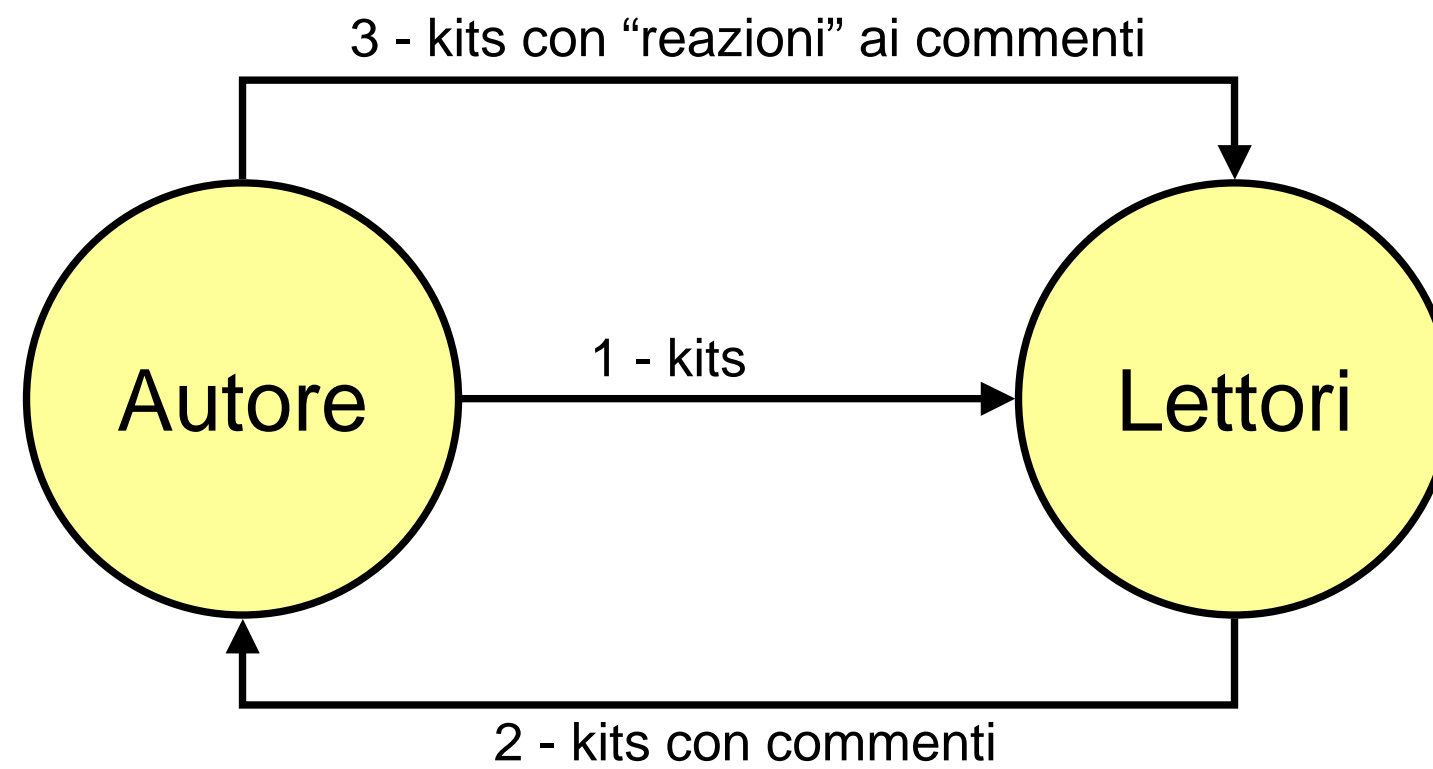 3 - kits con “reazioni” ai commenti
1 - kits
Autore
Lettori
2 - kits con commenti